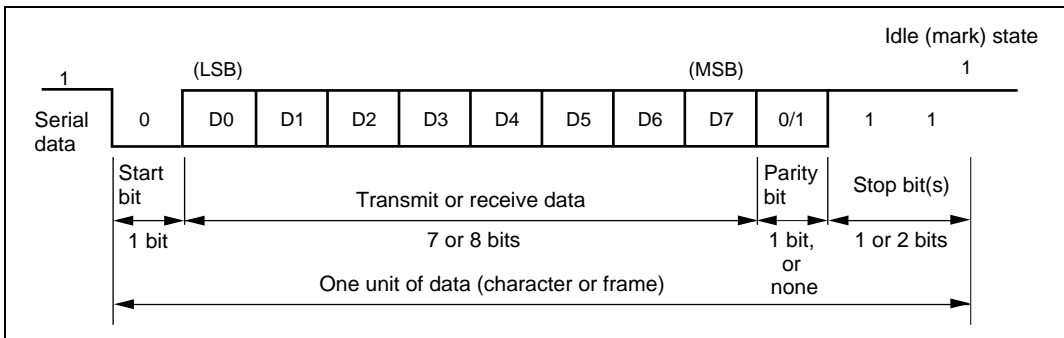 Idle (mark) state
1 (LSB) (MSB) 1
Serial
data
0 D0 D1 D2 D3 D4 D5 D6 D7 0/1 1 1
Start
bit
Transmit or receive data
Parity
bit
Stop bit(s)
1 bit
7 or 8 bits
1 bit,
or
none
1 or 2 bits
One unit of data (character or frame)